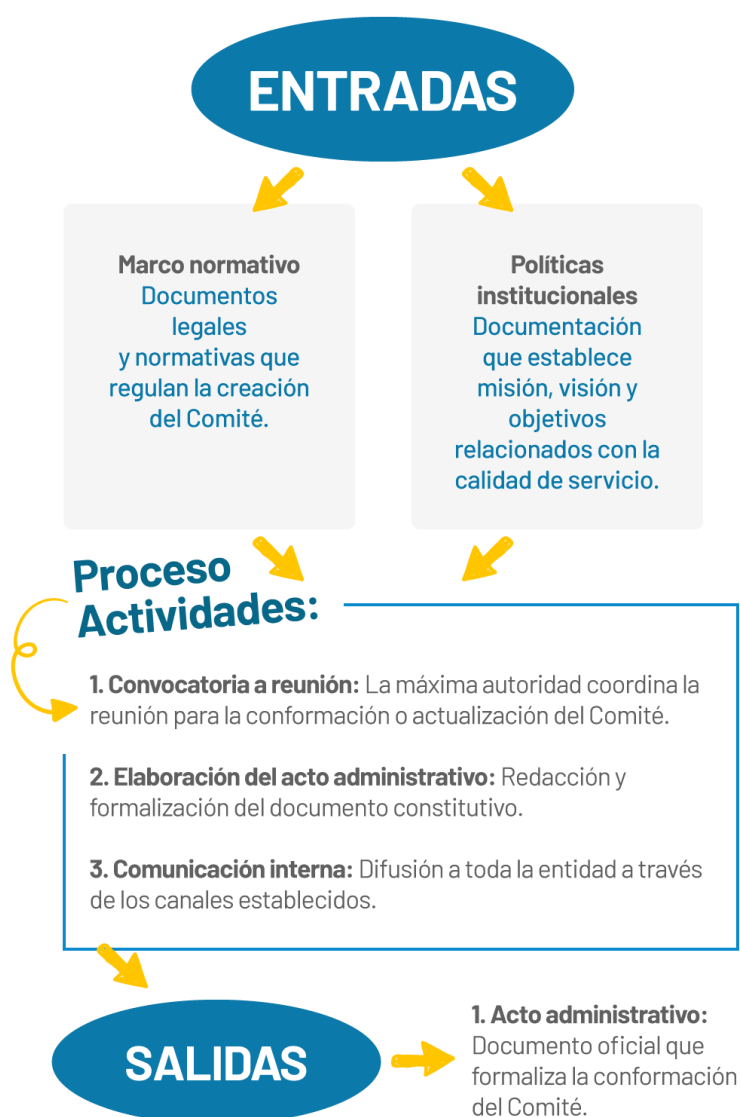 ENTRADAS
Marco normativo
Documentos
legales
y normativas que
regulan la creación
del Comité.
Políticas
institucionales
Documentación
que establece
misión, visión y
objetivos
relacionados con la
calidad de servicio.
Proceso
Actividades:
1. Convocatoria a reunión: La máxima autoridad coordina la
reunión para la conformación o actualización del Comité.
2. Elaboración del acto administrativo: Redacción y
formalización del documento constitutivo.
3. Comunicación interna: Difusión a toda la entidad a través
de los canales establecidos.
SALIDAS
1. Acto administrativo:
Documento oficial que
formaliza la conformación
del Comité.